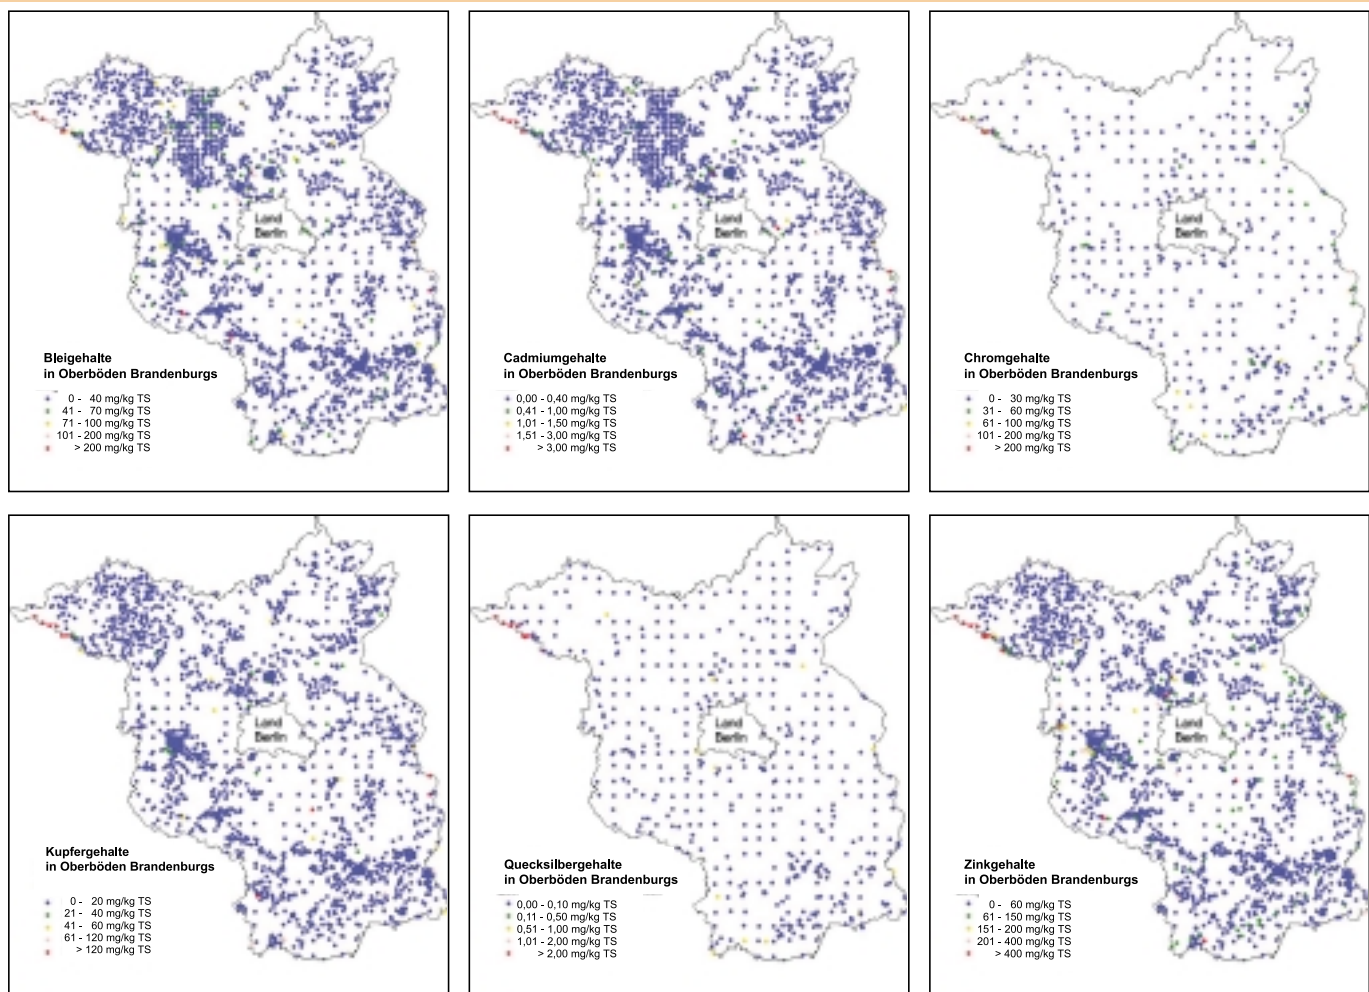 Land
Berlin
Bleigehalte
in Oberböden Brandenburgs
0 - 40 mg/kg TS
41 - 70 mg/kg TS
71 - 100 mg/kg TS
101 - 200 mg/kg TS
> 200 mg/kg TS
Land
Berlin
Cadmiumgehalte
in Oberböden Brandenburgs
0,00 - 0,40 mg/kg TS
0,41 - 1,00 mg/kg TS
1,01 - 1,50 mg/kg TS
1,51 - 3,00 mg/kg TS
> 3,00 mg/kg TS
Land
Berlin
Chromgehalte
in Oberböden Brandenburgs
0 - 30 mg/kg TS
31 - 60 mg/kg TS
61 - 100 mg/kg TS
101 - 200 mg/kg TS
> 200 mg/kg TS
Land
Berlin
Kupfergehalte
in Oberböden Brandenburgs
0 - 20 mg/kg TS
21 - 40 mg/kg TS
41 - 60 mg/kg TS
61 - 120 mg/kg TS
> 120 mg/kg TS
Land
Berlin
Quecksilbergehalte
in Oberböden Brandenburgs
0,00 - 0,10 mg/kg TS
0,11 - 0,50 mg/kg TS
0,51 - 1,00 mg/kg TS
1,01 - 2,00 mg/kg TS
> 2,00 mg/kg TS
Land
Berlin
Zinkgehalte
in Oberböden Brandenburgs
0 - 60 mg/kg TS
61 - 150 mg/kg TS
151 - 200 mg/kg TS
201 - 400 mg/kg TS
> 400 mg/kg TS